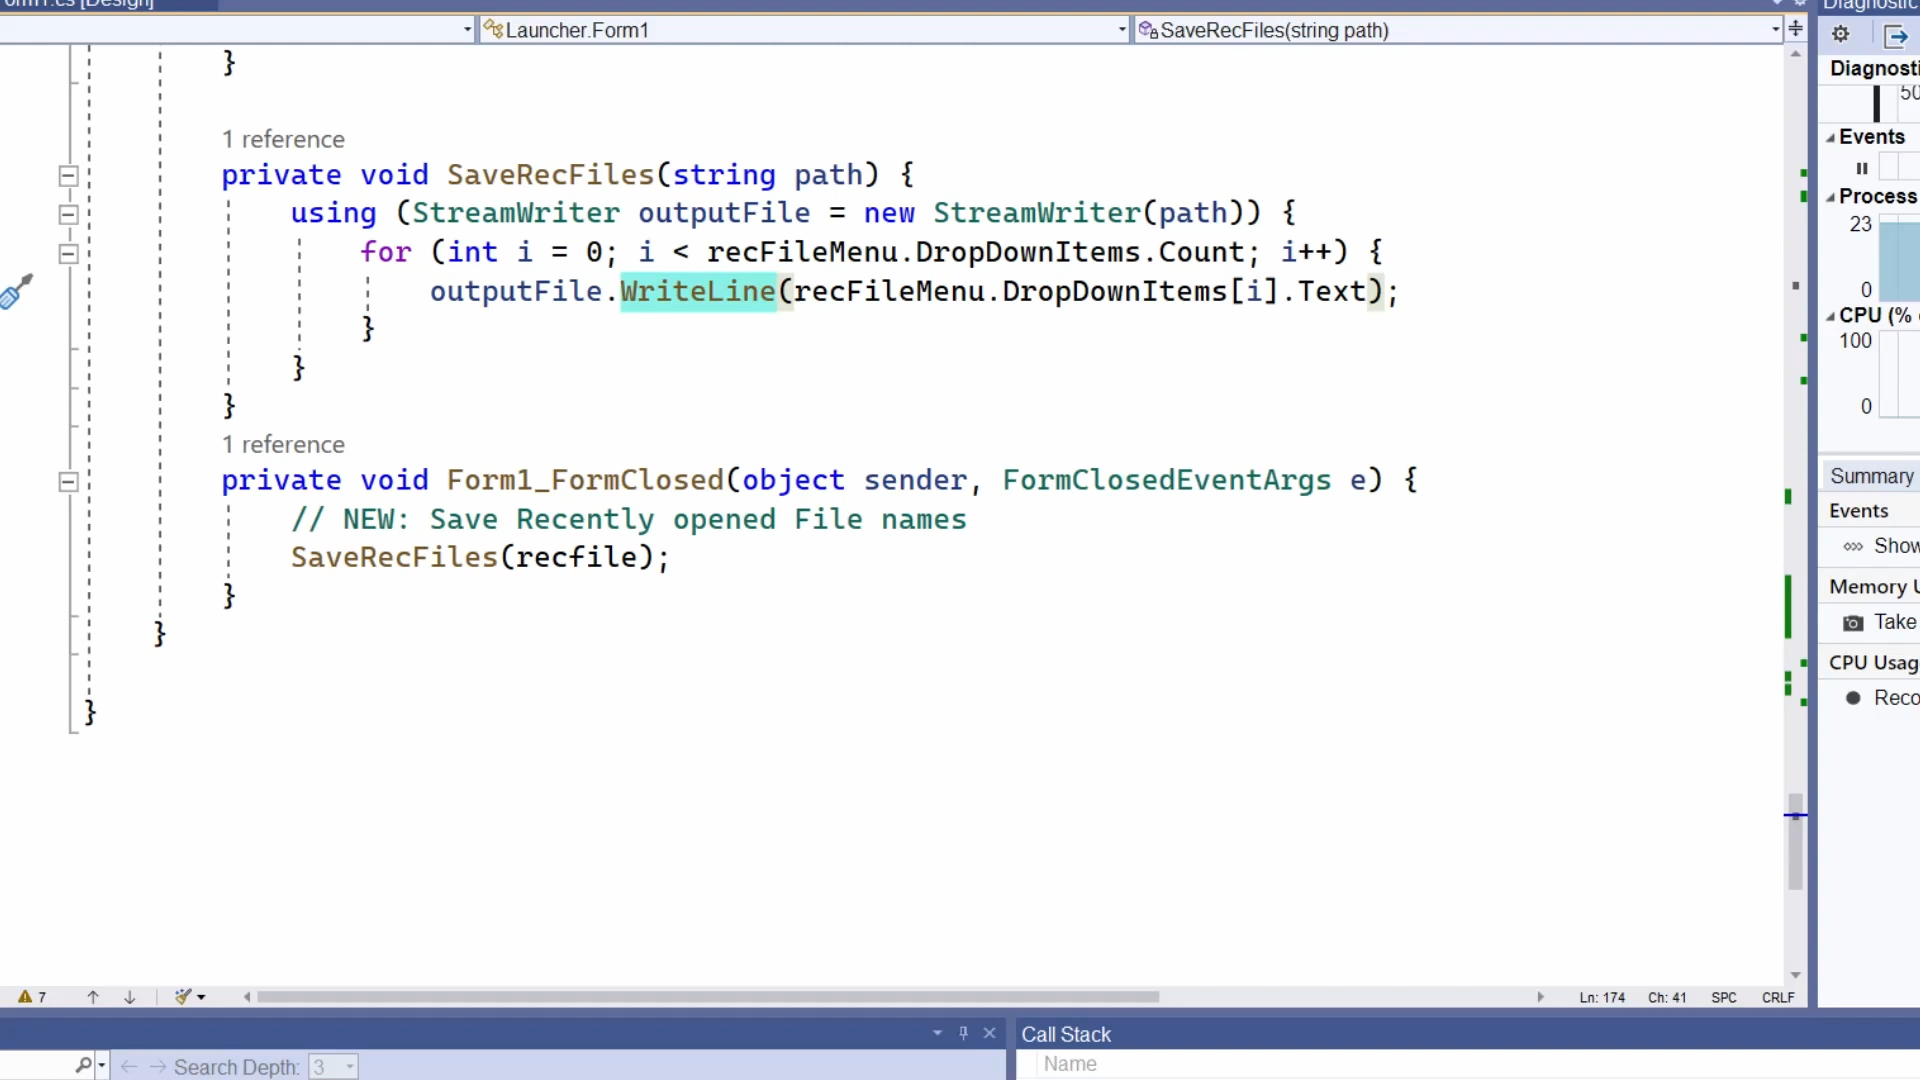 Form1.cs [Design]
Launcher.Form1
SaveRecFiles(string path)
}
1 reference
private void SaveRecFiles(string path) {
using (StreamWriter outputFile = new StreamWriter(path)) {
for (int i = 0; i < recFileMenu.DropDownItems.Count; i++) {
outputFile.WriteLine(recFileMenu.DropDownItems[i].Text);
}
}
}
1 reference
private void Form1_FormClosed(object sender, FormClosedEventArgs e) {
// NEW: Save Recently opened File names
SaveRecFiles(recfile);
}
}
}
7
Ln: 174 Ch: 41 SPC CRLF
Search Depth: 3
Call Stack
Name
Diagnostic
Diagnosti
50
Events
Process
23
0
CPU (%
100
0
Summary
Events
Show
Memory U
Take
CPU Usag
Reco